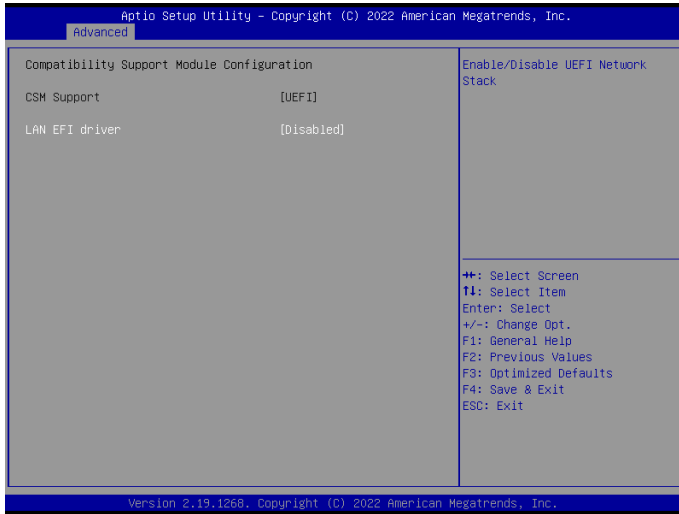 Aptio Setup Utility – Copyright (C) 2022 American Megatrends, Inc.
Advanced
Compatibility Support Module Configuration
CSM Support [UEFI]
LAN EFI driver [Disabled]
Enable/Disable UEFI Network
Stack
→←: Select Screen
↑↓: Select Item
Enter: Select
+/-: Change Opt.
F1: General Help
F2: Previous Values
F3: Optimized Defaults
F4: Save & Exit
ESC: Exit
Version 2.19.1268. Copyright (C) 2022 American Megatrends, Inc.